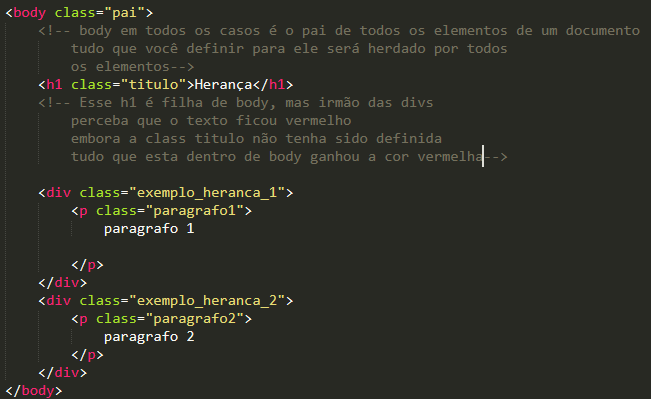 <body class="pai">
<!-- body em todos os casos é o pai de todos os elementos de um documento
tudo que você definir para ele será herdado por todos
os elementos-->
<h1 class="titulo">Herança</h1>
<!-- Esse h1 é filha de body, mas irmão das divs
perceba que o texto ficou vermelho
embora a class titulo não tenha sido definida
tudo que esta dentro de body ganhou a cor vermelha-->
<div class="exemplo_heranca_1">
<p class="paragrafo1">
paragrafo 1
</p>
</div>
<div class="exemplo_heranca_2">
<p class="paragrafo2">
paragrafo 2
</p>
</div>
</body>